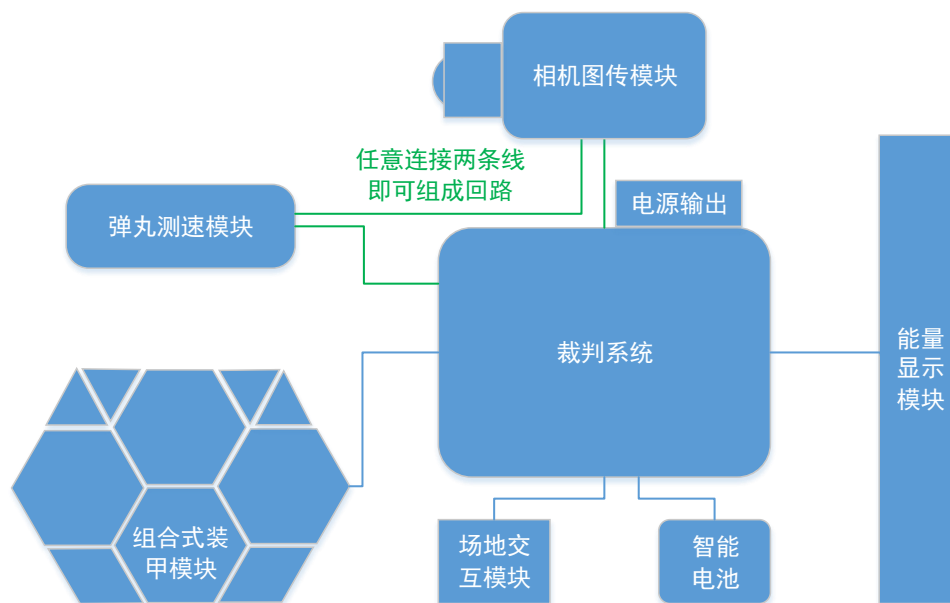 相机图传模块
任意连接两条线
即可组成回路
电源输出
弹丸测速模块
裁判系统
能量
显示
模块
组合式装
甲模块
场地交
互模块
智能
电池